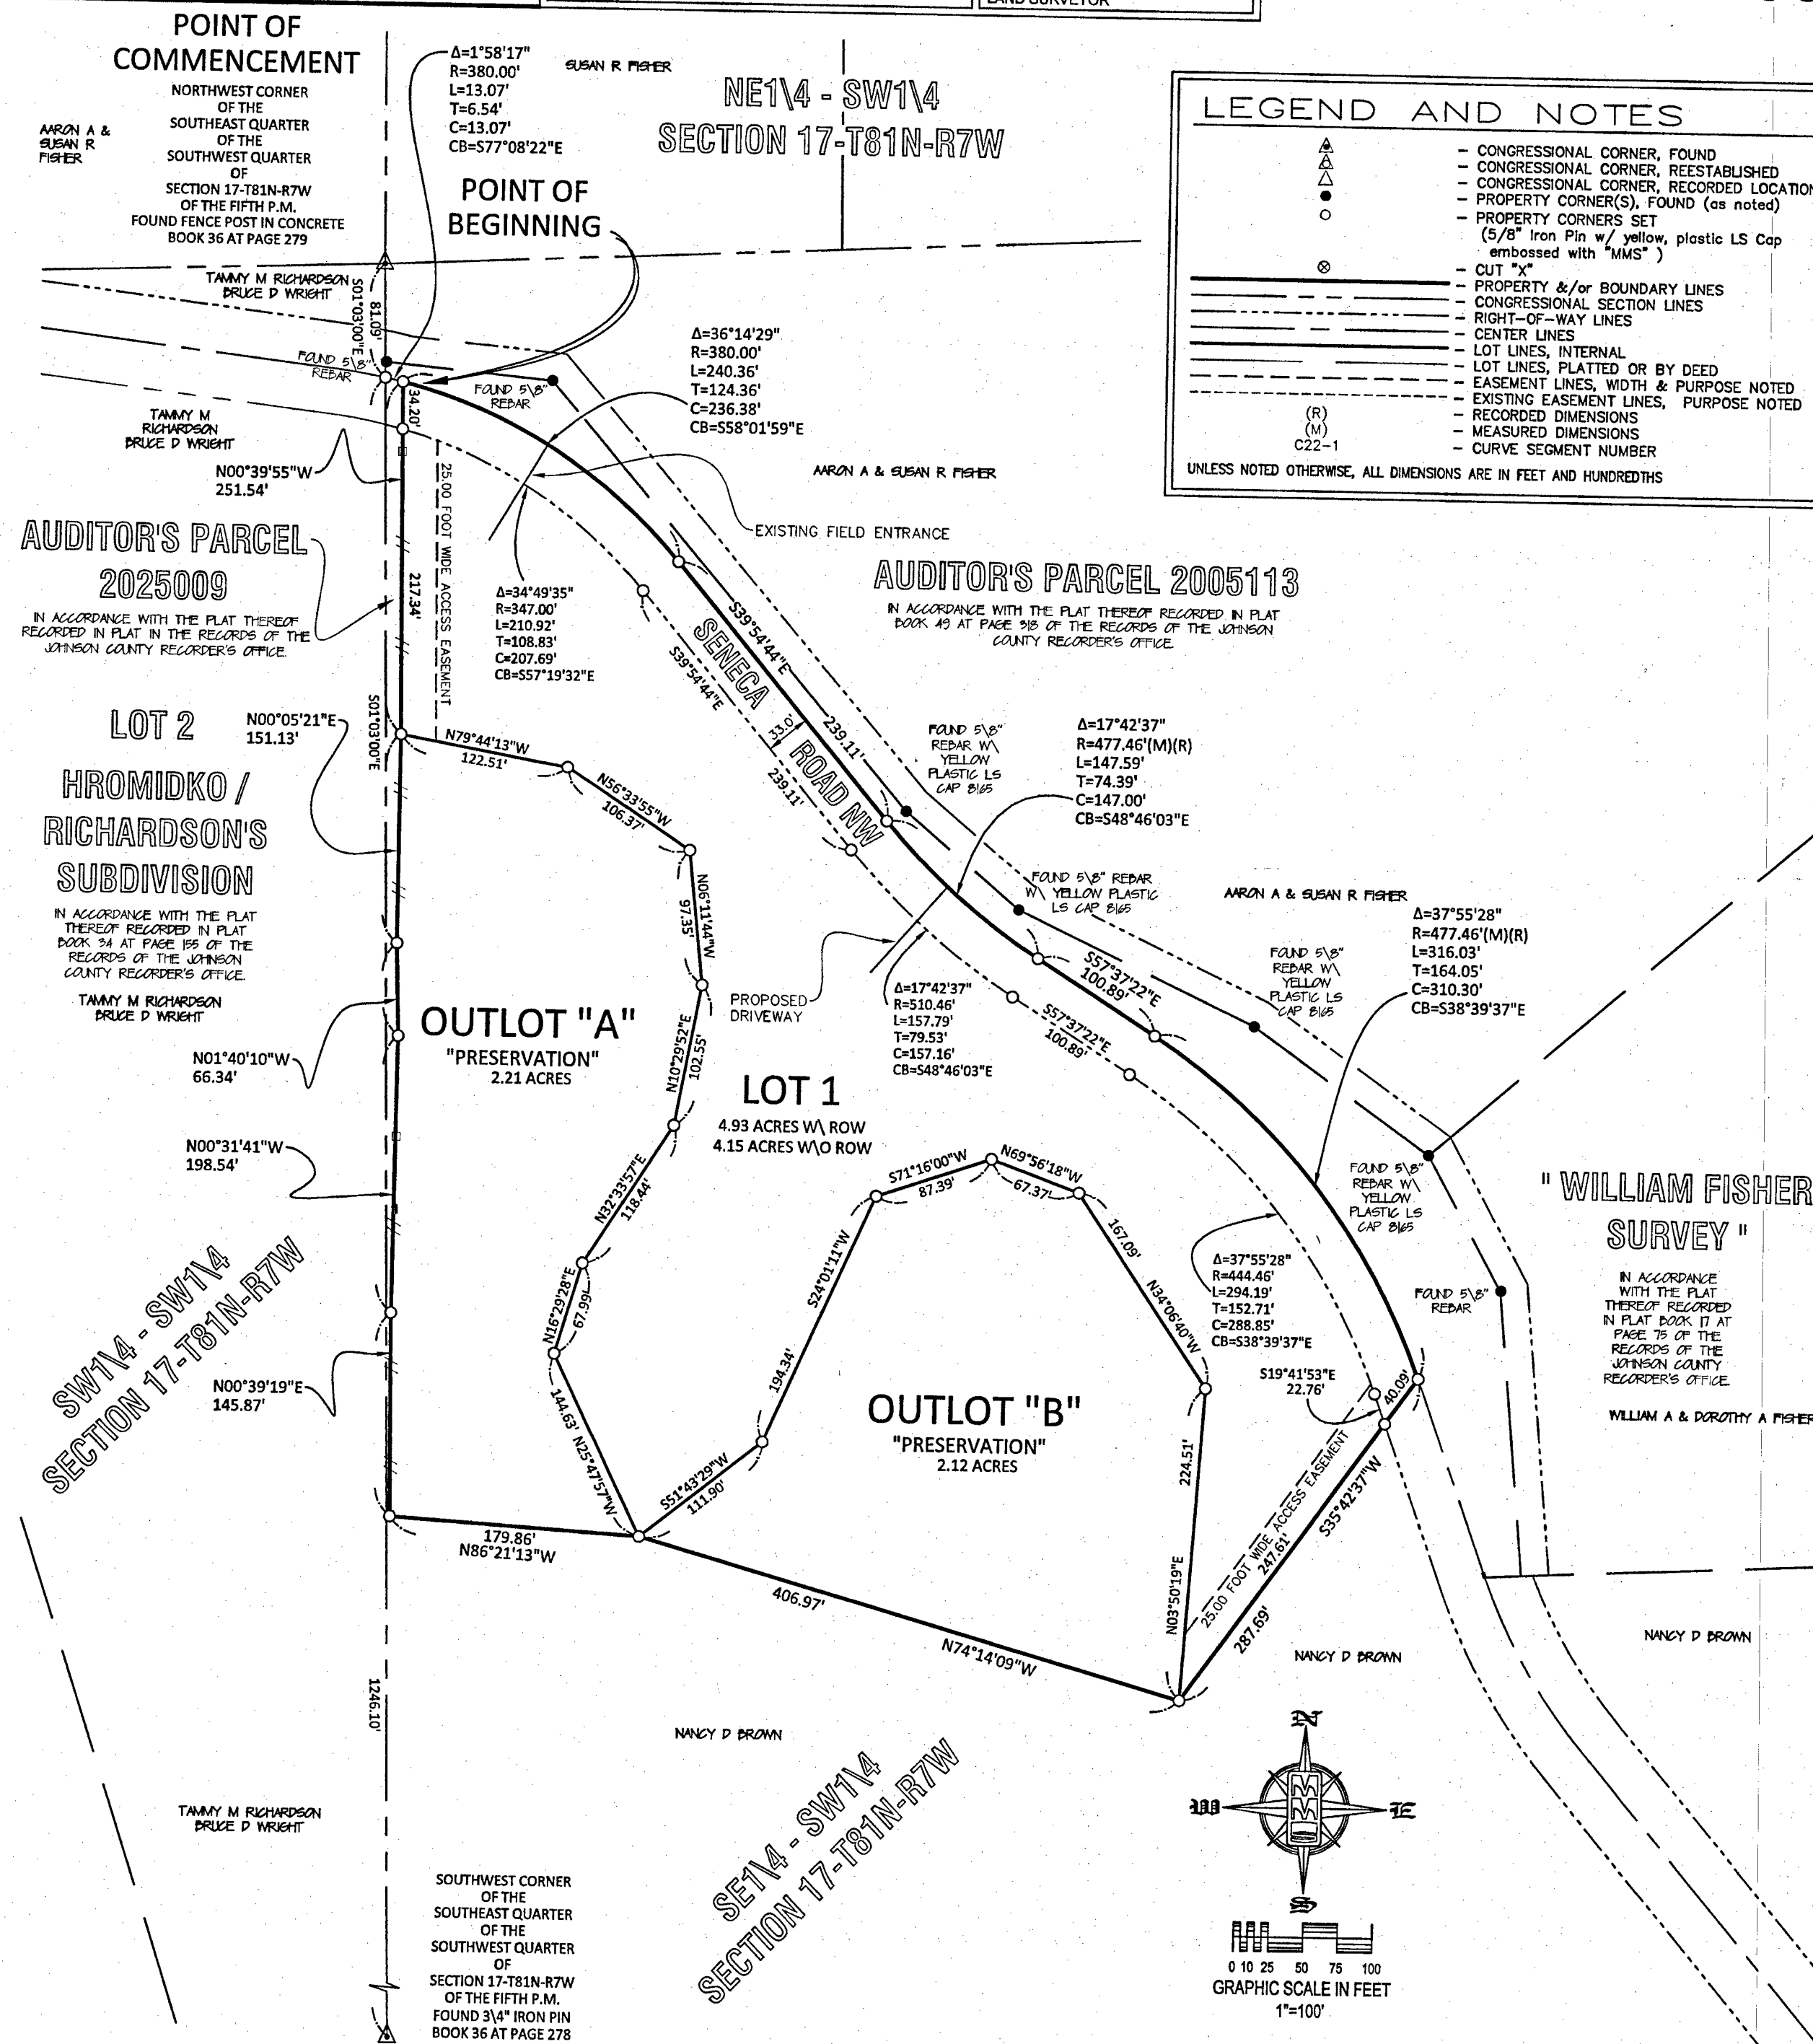 LAND SURVEYOR
POINT OF
COMMENCEMENT
NORTHWEST CORNER
OF THE
SOUTHEAST QUARTER
OF THE
SOUTHWEST QUARTER
OF
SECTION 17-T81N-R7W
OF THE FIFTH P.M.
FOUND FENCE POST IN CONCRETE
BOOK 36 AT PAGE 279
AARON A &
SUSAN R
FISHER
Δ=1°58'17"
R=380.00'
L=13.07'
T=6.54'
C=13.07'
CB=S77°08'22"E
SUSAN R FISHER
NE1\4 - SW1\4
SECTION 17-T81N-R7W
POINT OF
BEGINNING
LEGEND AND NOTES
- CONGRESSIONAL CORNER, FOUND
- CONGRESSIONAL CORNER, REESTABLISHED
- CONGRESSIONAL CORNER, RECORDED LOCATION
- PROPERTY CORNER(S), FOUND (as noted)
- PROPERTY CORNERS SET
(5/8" Iron Pin w/ yellow, plastic LS Cap
embossed with "MMS" )
- CUT "X"
- PROPERTY &/or BOUNDARY LINES
- CONGRESSIONAL SECTION LINES
- RIGHT-OF-WAY LINES
- CENTER LINES
- LOT LINES, INTERNAL
- LOT LINES, PLATTED OR BY DEED
- EASEMENT LINES, WIDTH & PURPOSE NOTED
- EXISTING EASEMENT LINES, PURPOSE NOTED
(R) - RECORDED DIMENSIONS
(M) - MEASURED DIMENSIONS
C22-1 - CURVE SEGMENT NUMBER
UNLESS NOTED OTHERWISE, ALL DIMENSIONS ARE IN FEET AND HUNDREDTHS
TAMMY M RICHARDSON
BRUCE D WRIGHT
S01°03'00"E
81.09'
FOUND 5\8"
REBAR
FOUND 5\8"
REBAR
34.20'
Δ=36°14'29"
R=380.00'
L=240.36'
T=124.36'
C=236.38'
CB=S58°01'59"E
TAMMY M
RICHARDSON
BRUCE D WRIGHT
N00°39'55"W
251.54'
25.00 FOOT WIDE ACCESS EASEMENT
AARON A & SUSAN R FISHER
EXISTING FIELD ENTRANCE
AUDITOR'S PARCEL
2025009
IN ACCORDANCE WITH THE PLAT THEREOF
RECORDED IN PLAT IN THE RECORDS OF THE
JOHNSON COUNTY RECORDER'S OFFICE.
217.34'
Δ=34°49'35"
R=347.00'
L=210.92'
T=108.83'
C=207.69'
CB=S57°19'32"E
AUDITOR'S PARCEL 2005113
IN ACCORDANCE WITH THE PLAT THEREOF RECORDED IN PLAT
BOOK 49 AT PAGE 318 OF THE RECORDS OF THE JOHNSON
COUNTY RECORDER'S OFFICE.
S39°54'44"E
239.11'
SENECA ROAD NW
33.0'
S39°54'44"E
239.11'
LOT 2
HROMIDKO /
RICHARDSON'S
SUBDIVISION
IN ACCORDANCE WITH THE PLAT
THEREOF RECORDED IN PLAT
BOOK 34 AT PAGE 155 OF THE
RECORDS OF THE JOHNSON
COUNTY RECORDER'S OFFICE.
TAMMY M RICHARDSON
BRUCE D WRIGHT
N00°05'21"E
151.13'
S01°03'00"E
N79°44'13"W
122.51'
N56°33'55"W
106.37'
N06°11'44"W
97.35'
FOUND 5\8"
REBAR W\
YELLOW
PLASTIC LS
CAP 8165
Δ=17°42'37"
R=477.46'(M)(R)
L=147.59'
T=74.39'
C=147.00'
CB=S48°46'03"E
FOUND 5\8" REBAR
W\ YELLOW PLASTIC
LS CAP 8165
AARON A & SUSAN R FISHER
Δ=37°55'28"
R=477.46'(M)(R)
L=316.03'
T=164.05'
C=310.30'
CB=S38°39'37"E
FOUND 5\8"
REBAR W\
YELLOW
PLASTIC LS
CAP 8165
S57°37'22"E
100.89'
S57°37'22"E
100.89'
PROPOSED
DRIVEWAY
Δ=17°42'37"
R=510.46'
L=157.79'
T=79.53'
C=157.16'
CB=S48°46'03"E
OUTLOT "A"
"PRESERVATION"
2.21 ACRES
N10°29'52"E
102.55'
LOT 1
4.93 ACRES W\ ROW
4.15 ACRES W\O ROW
N01°40'10"W
66.34'
N00°31'41"W
198.54'
N32°33'57"E
118.44'
S71°16'00"W
87.39'
N69°56'18"W
67.37'
FOUND 5\8"
REBAR W\
YELLOW
PLASTIC LS
CAP 8165
" WILLIAM FISHER
SURVEY "
IN ACCORDANCE
WITH THE PLAT
THEREOF RECORDED
IN PLAT BOOK 17 AT
PAGE 75 OF THE
RECORDS OF THE
JOHNSON COUNTY
RECORDER'S OFFICE.
WILLIAM A & DOROTHY A FISHER
FOUND 5\8"
REBAR
SW1\4 - SW1\4
SECTION 17-T81N-R7W
N16°29'28"E
67.99'
S24°01'11"W
194.34'
167.09'
N34°06'40"W
Δ=37°55'28"
R=444.46'
L=294.19'
T=152.71'
C=288.85'
CB=S38°39'37"E
S19°41'53"E
22.76'
40.09'
N00°39'19"E
145.87'
144.63'
N25°47'57"W
OUTLOT "B"
"PRESERVATION"
2.12 ACRES
S51°43'29"W
111.90'
224.51'
N03°50'19"E
25.00 FOOT WIDE ACCESS EASEMENT
247.61'
S35°42'37"W
287.69'
179.86'
N86°21'13"W
406.97'
N74°14'09"W
NANCY D BROWN
NANCY D BROWN
1246.10'
NANCY D BROWN
TAMMY M RICHARDSON
BRUCE D WRIGHT
SE1\4 - SW1\4
SECTION 17-T81N-R7W
N
W
E
S
MMS
SOUTHWEST CORNER
OF THE
SOUTHEAST QUARTER
OF THE
SOUTHWEST QUARTER
OF
SECTION 17-T81N-R7W
OF THE FIFTH P.M.
FOUND 3\4" IRON PIN
BOOK 36 AT PAGE 278
0 10 25 50 75 100
GRAPHIC SCALE IN FEET
1"=100'